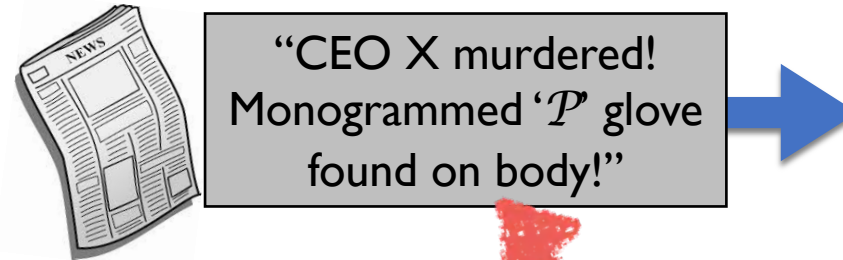 NEWS
“CEO X murdered!
Monogrammed ‘𝒫’ glove
found on body!”